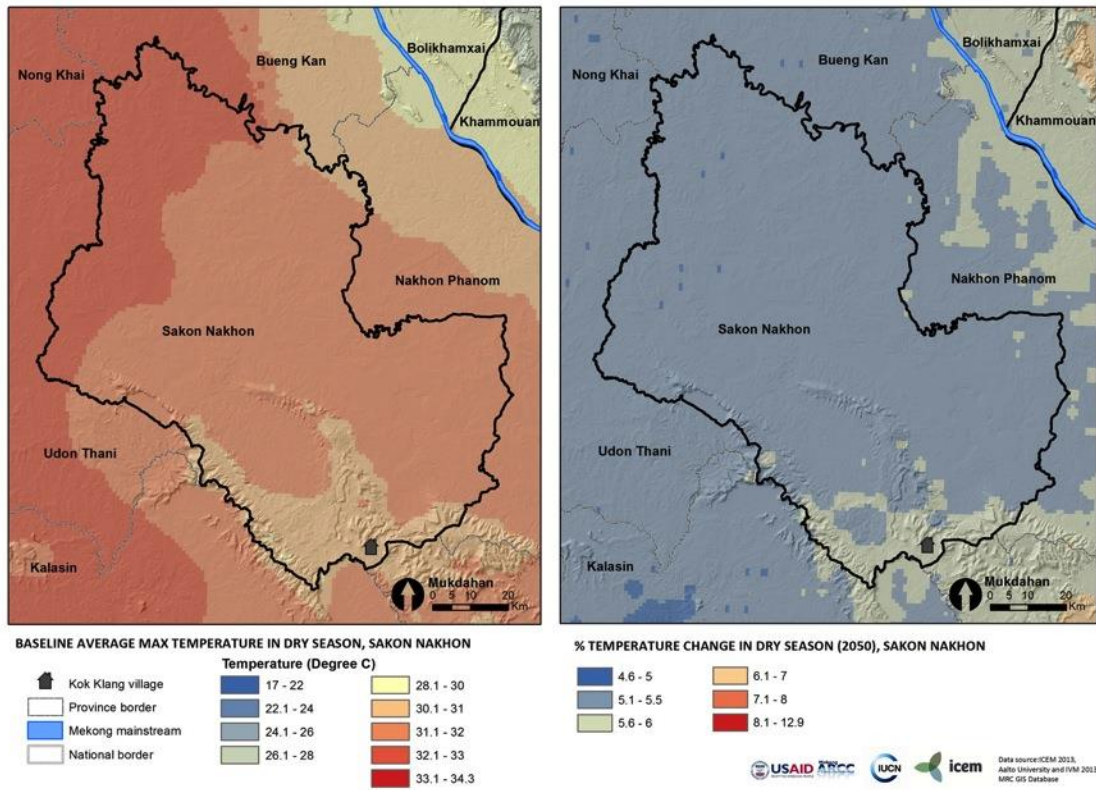 Nong Khai
Bueng Kan
Bolikhamxai
Khammouan
Nakhon Phanom
Sakon Nakhon
Udon Thani
Kalasin
Mukdahan
0 5 10 20
Km
BASELINE AVERAGE MAX TEMPERATURE IN DRY SEASON, SAKON NAKHON
Kok Klang village
Province border
Mekong mainstream
National border
Temperature (Degree C)
17 - 22
22.1 - 24
24.1 - 26
26.1 - 28
28.1 - 30
30.1 - 31
31.1 - 32
32.1 - 33
33.1 - 34.3
Nong Khai
Bueng Kan
Bolikhamxai
Khammouan
Nakhon Phanom
Sakon Nakhon
Udon Thani
Kalasin
Mukdahan
0 5 10 20
Km
% TEMPERATURE CHANGE IN DRY SEASON (2050), SAKON NAKHON
4.6 - 5
5.1 - 5.5
5.6 - 6
6.1 - 7
7.1 - 8
8.1 - 12.9
USAID
ARCC
IUCN
icem
Data source:ICEM 2013,
Aalto University and IVM 2013
MRC GIS Database